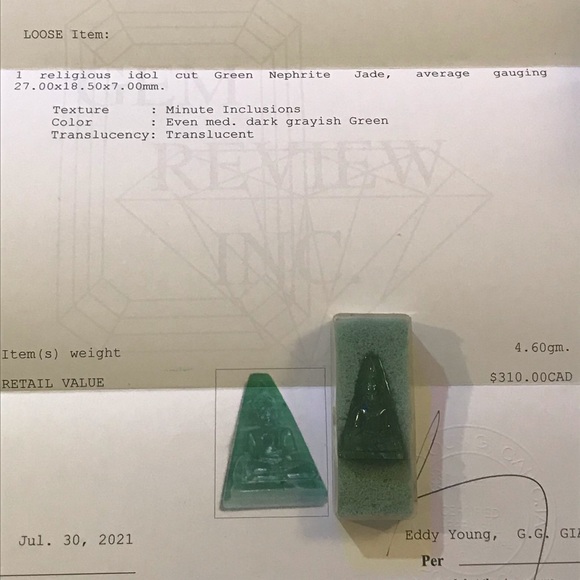 LOOSE Item:
1 religious idol cut Green Nephrite Jade, average gauging
27.00x18.50x7.00mm.
Texture : Minute Inclusions
Color : Even med. dark grayish Green
Translucency: Translucent
GEM
REVIEW
INC.
Item(s) weight 4.60gm.
RETAIL VALUE $310.00CAD
Jul. 30, 2021
Eddy Young, G.G. GIA
Per